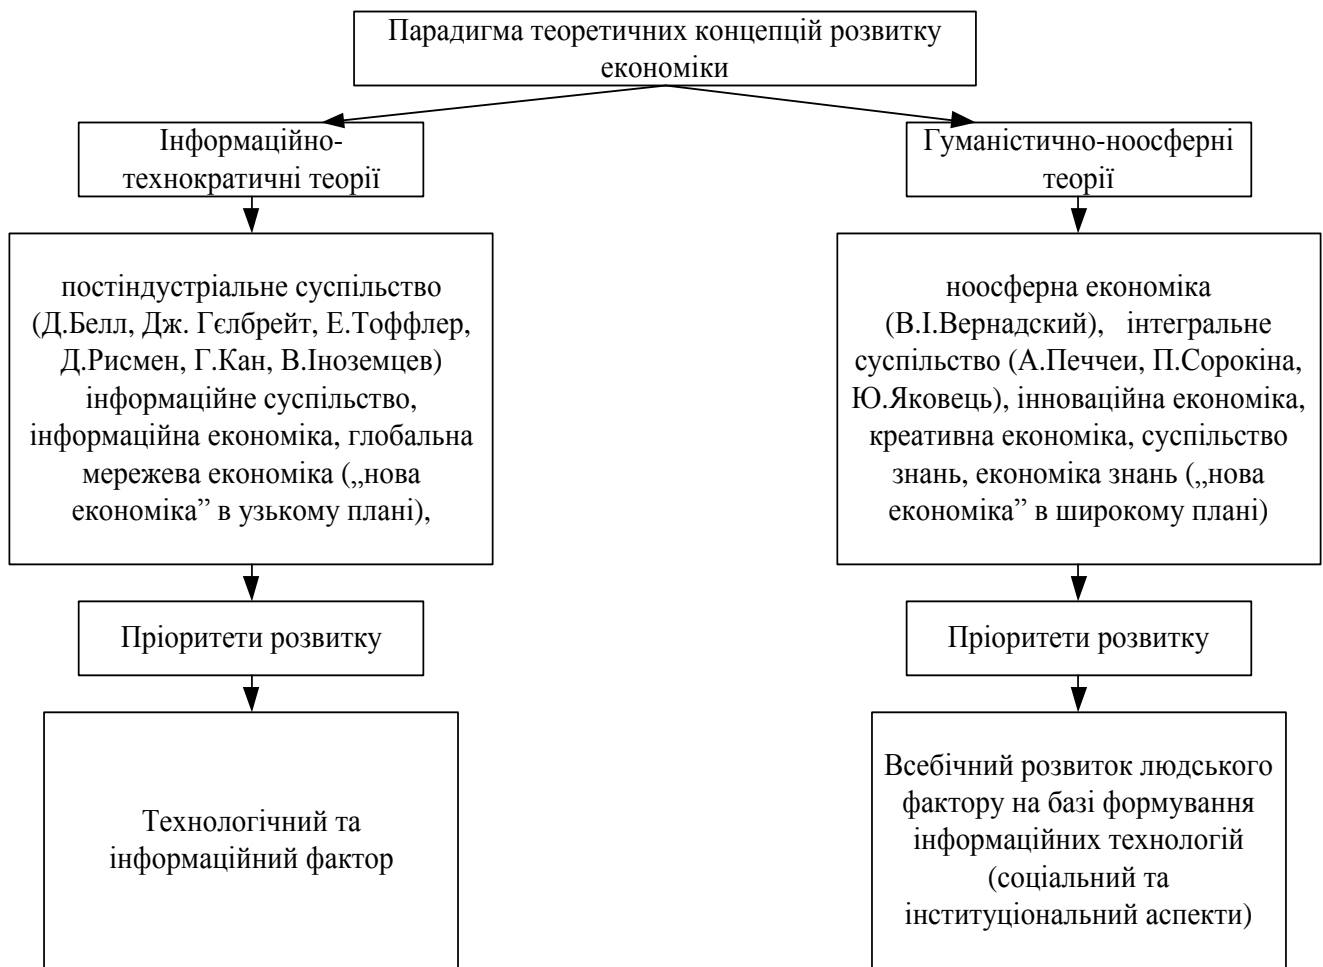 Парадигма теоретичних концепцій розвитку
економіки
Інформаційно-
технократичні теорії
Гуманістично-ноосферні
теорії
постіндустріальне суспільство
(Д.Белл, Дж. Гєлбрейт, Е.Тоффлер,
Д.Рисмен, Г.Кан, В.Іноземцев)
інформаційне суспільство,
інформаційна економіка, глобальна
мережева економіка („нова
економіка” в узькому плані),
ноосферна економіка
(В.І.Вернадский), інтегральне
суспільство (А.Печчеи, П.Сорокіна,
Ю.Яковець), інноваційна економіка,
креативна економіка, суспільство
знань, економіка знань („нова
економіка” в широкому плані)
Пріоритети розвитку
Пріоритети розвитку
Технологічний та
інформаційний фактор
Всебічний розвиток людського
фактору на базі формування
інформаційних технологій
(соціальний та
інституціональний аспекти)